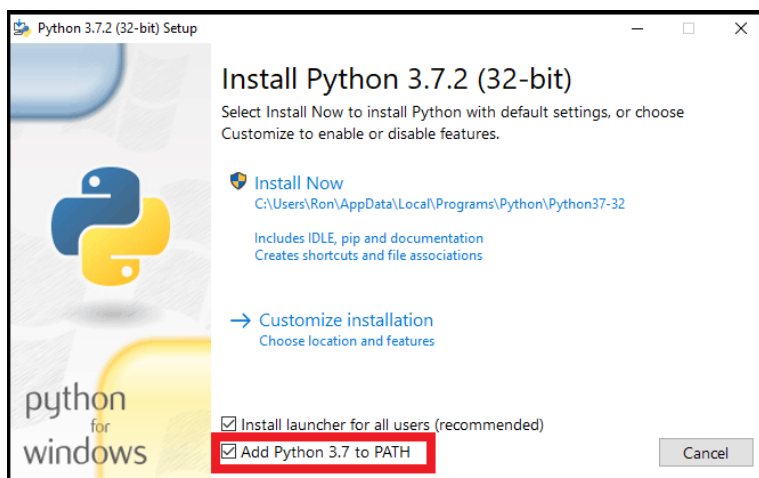 Python 3.7.2 (32-bit) Setup
Install Python 3.7.2 (32-bit)
Select Install Now to install Python with default settings, or choose
Customize to enable or disable features.
Install Now
C:\Users\Ron\AppData\Local\Programs\Python\Python37-32
Includes IDLE, pip and documentation
Creates shortcuts and file associations
Customize installation
Choose location and features
python
for
windows
Install launcher for all users (recommended)
Add Python 3.7 to PATH
Cancel